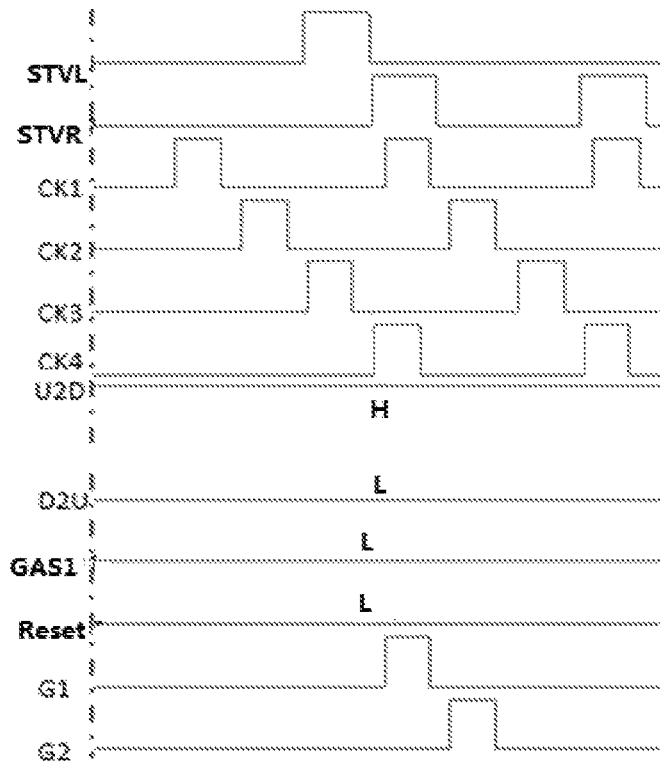 STVL
STVR
CK1
CK2
CK3
CK4
U2D
H
D2U
L
GAS1
L
Reset
L
G1
G2